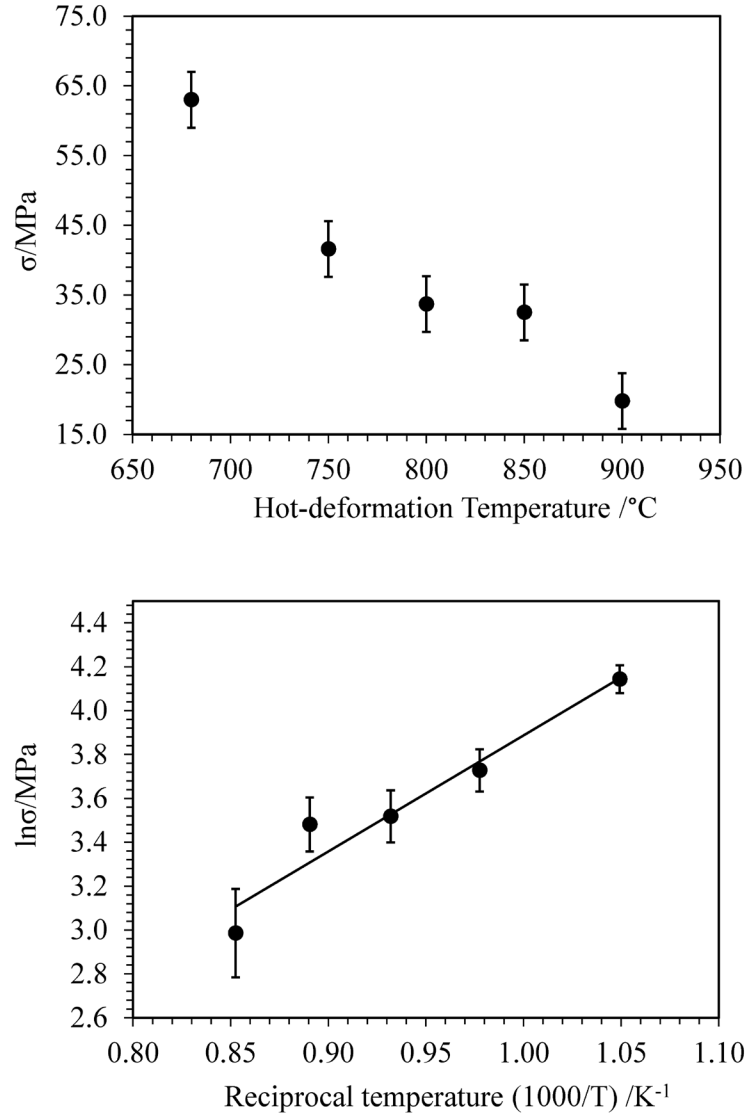 75.0
65.0
55.0
45.0
35.0
25.0
15.0
σ/MPa
650 700 750 800 850 900 950
Hot-deformation Temperature /°C
4.4
4.2
4.0
3.8
3.6
3.4
3.2
3.0
2.8
2.6
lnσ/MPa
0.80 0.85 0.90 0.95 1.00 1.05 1.10
Reciprocal temperature (1000/T) /K⁻¹